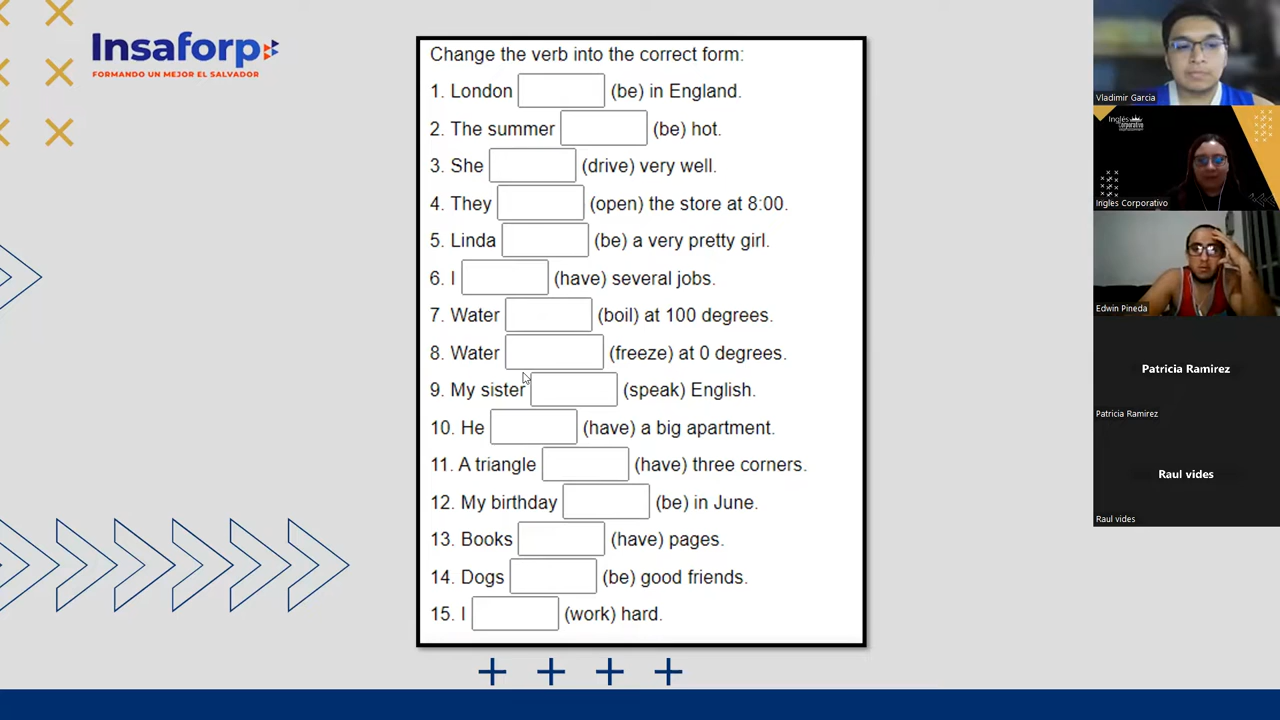 Insaforp
FORMANDO UN MEJOR EL SALVADOR
Change the verb into the correct form:
1. London (be) in England.
2. The summer (be) hot.
3. She (drive) very well.
4. They (open) the store at 8:00.
5. Linda (be) a very pretty girl.
6. I (have) several jobs.
7. Water (boil) at 100 degrees.
8. Water (freeze) at 0 degrees.
9. My sister (speak) English.
10. He (have) a big apartment.
11. A triangle (have) three corners.
12. My birthday (be) in June.
13. Books (have) pages.
14. Dogs (be) good friends.
15. I (work) hard.
Vladimir Garcia
Inglés
Corporativo
Ingles Corporativo
Edwin Pineda
Patricia Ramirez
Patricia Ramirez
Raul vides
Raul vides